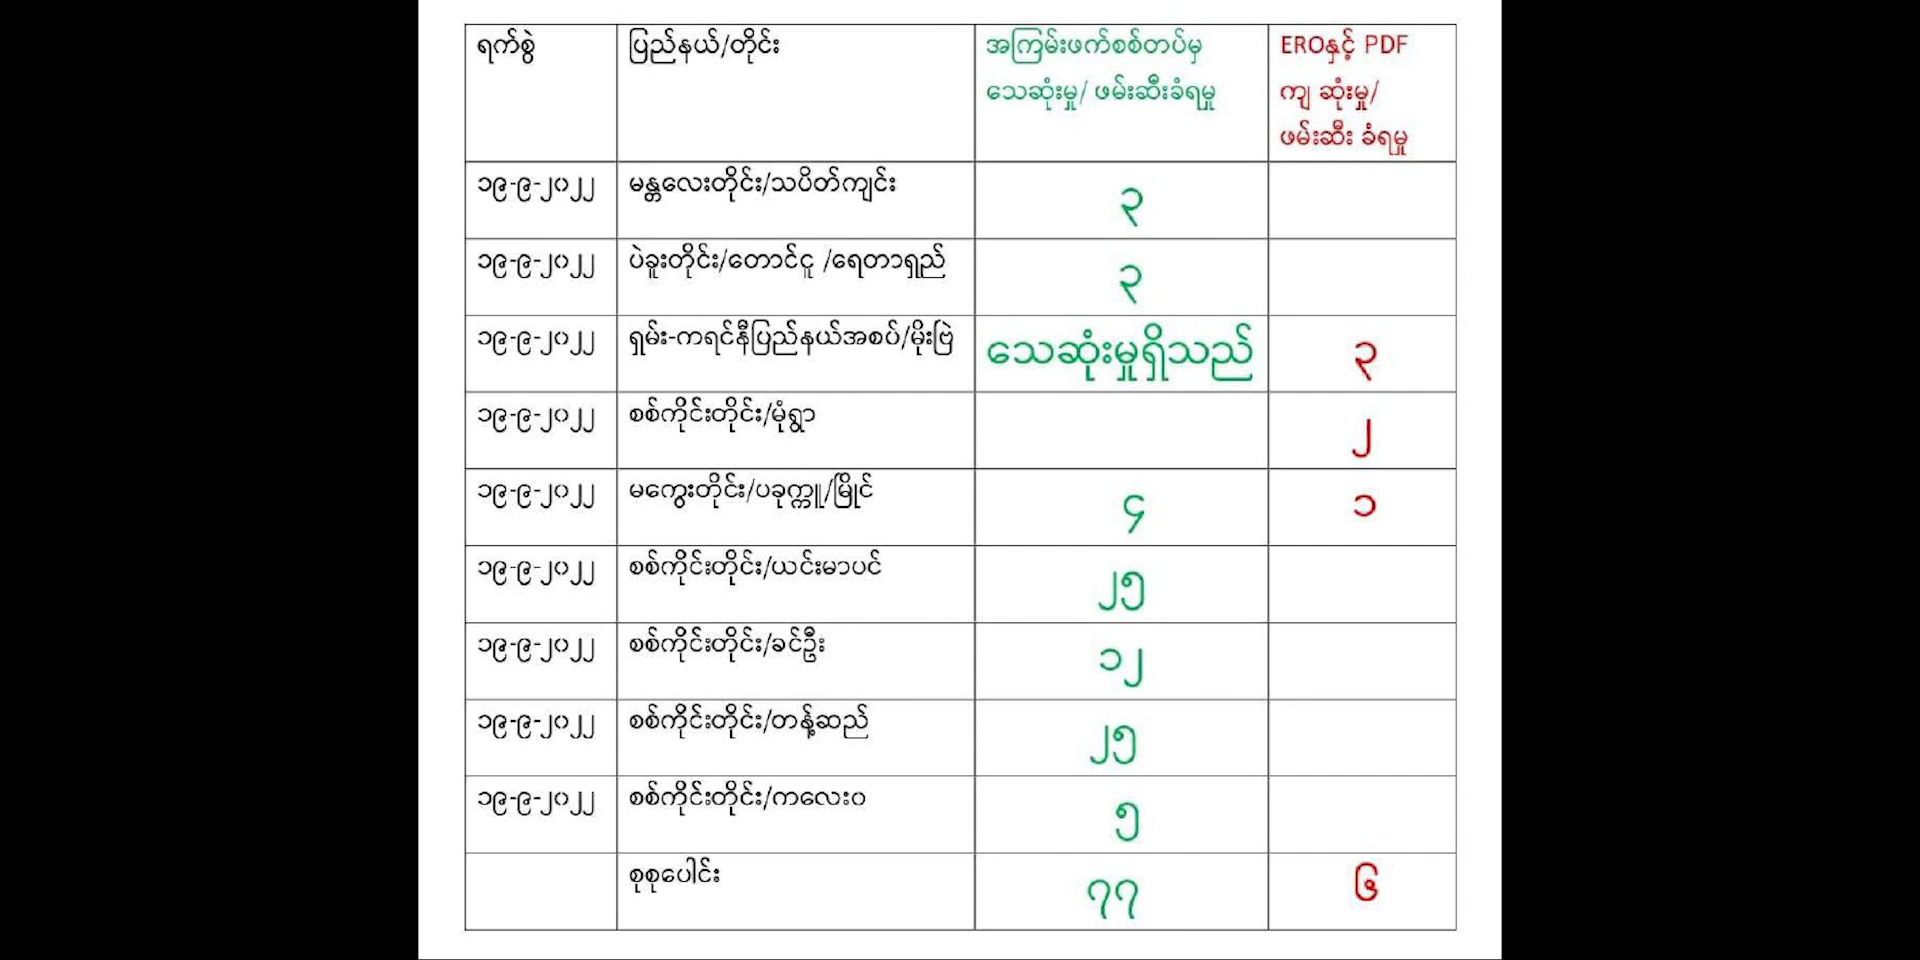 ရက်စွဲ
ပြည်နယ်/တိုင်း
အကြမ်းဖက်စစ်တပ်မှ
သေဆုံးမှု/ ဖမ်းဆီးခံရမှု
EROနှင့် PDF
ကျ ဆုံးမှု/
ဖမ်းဆီး ခံရမှု
၁၉-၉-၂၀၂၂ မန္တလေးတိုင်း/သပိတ်ကျင်း ၃
၁၉-၉-၂၀၂၂ ပဲခူးတိုင်း/တောင်ငူ /ရေတာရှည် ၃
၁၉-၉-၂၀၂၂ ရှမ်း-ကရင်နီပြည်နယ်အစပ်/မိုးဗြဲ သေဆုံးမှုရှိသည် ၃
၁၉-၉-၂၀၂၂ စစ်ကိုင်းတိုင်း/မုံရွာ ၂
၁၉-၉-၂၀၂၂ မကွေးတိုင်း/ပခုက္ကူ/မြိုင် ၄ ၁
၁၉-၉-၂၀၂၂ စစ်ကိုင်းတိုင်း/ယင်းမာပင် ၂၅
၁၉-၉-၂၀၂၂ စစ်ကိုင်းတိုင်း/ခင်ဦး ၁၂
၁၉-၉-၂၀၂၂ စစ်ကိုင်းတိုင်း/တန့်ဆည် ၂၅
၁၉-၉-၂၀၂၂ စစ်ကိုင်းတိုင်း/ကလေးဝ ၅
စုစုပေါင်း ၇၇ ၆